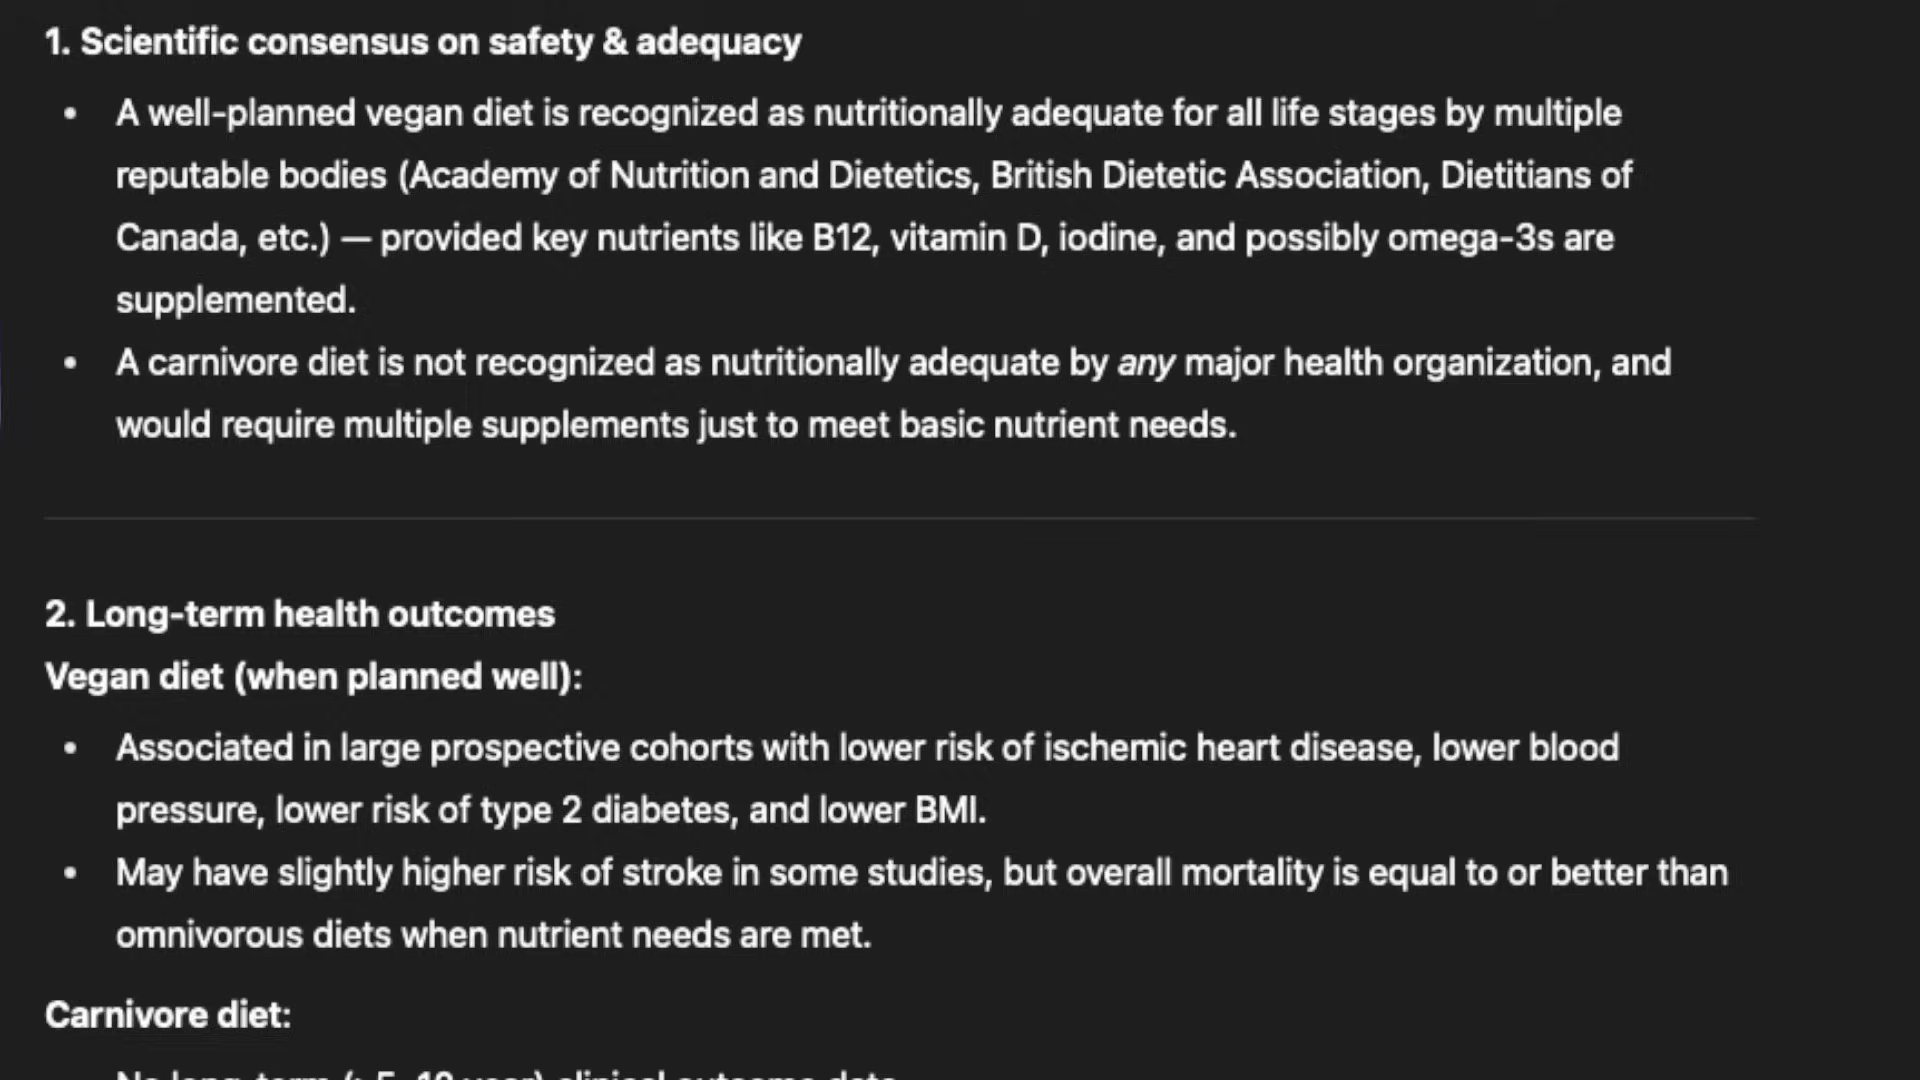 1. Scientific consensus on safety & adequacy
• A well-planned vegan diet is recognized as nutritionally adequate for all life stages by multiple
reputable bodies (Academy of Nutrition and Dietetics, British Dietetic Association, Dietitians of
Canada, etc.) — provided key nutrients like B12, vitamin D, iodine, and possibly omega-3s are
supplemented.
• A carnivore diet is not recognized as nutritionally adequate by any major health organization, and
would require multiple supplements just to meet basic nutrient needs.
2. Long-term health outcomes
Vegan diet (when planned well):
• Associated in large prospective cohorts with lower risk of ischemic heart disease, lower blood
pressure, lower risk of type 2 diabetes, and lower BMI.
• May have slightly higher risk of stroke in some studies, but overall mortality is equal to or better than
omnivorous diets when nutrient needs are met.
Carnivore diet:
No long-term clinical outcome data